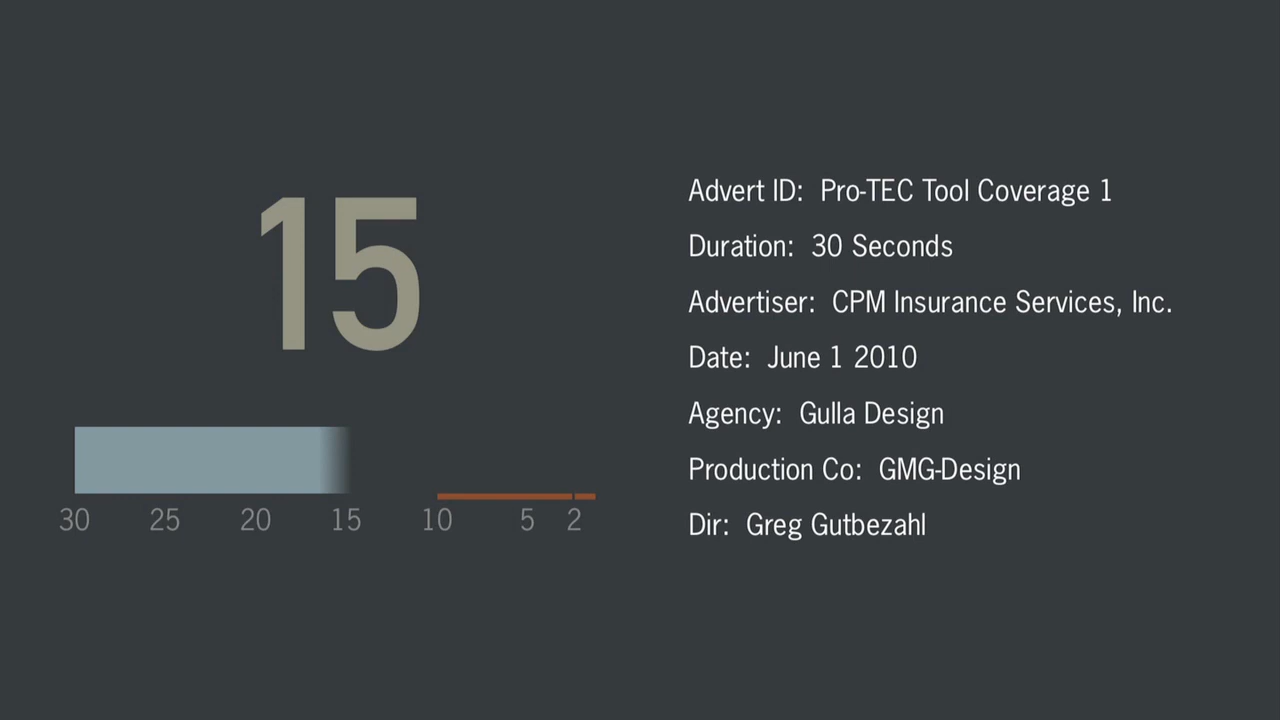 15
30 25 20 15 10 5 2
Advert ID: Pro-TEC Tool Coverage 1
Duration: 30 Seconds
Advertiser: CPM Insurance Services, Inc.
Date: June 1 2010
Agency: Gulla Design
Production Co: GMG-Design
Dir: Greg Gutbezahl